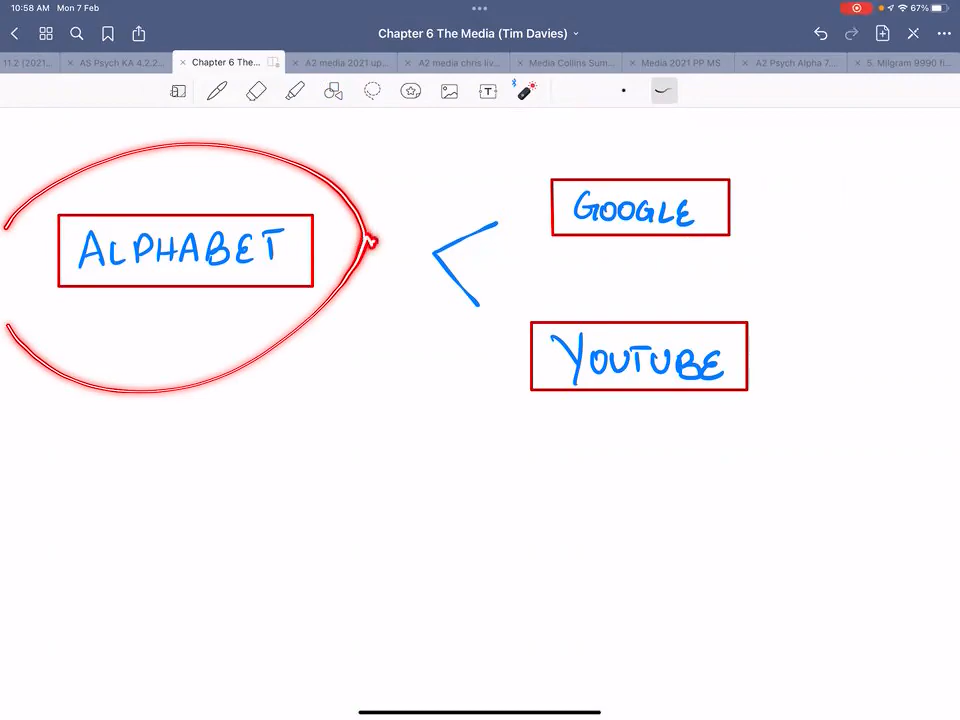 10:58 AM Mon 7 Feb
67%
Chapter 6 The Media (Tim Davies)
11.2 (2021...
AS Psych KA 4.2.2...
Chapter 6 The...
A2 media 2021 up...
A2 media chris liv...
Media Collins Sum...
Media 2021 PP MS
A2 Psych Alpha 7...
5. Milgram 9990 fi...
T
GOOGLE
ALPHABET
YOUTUBE